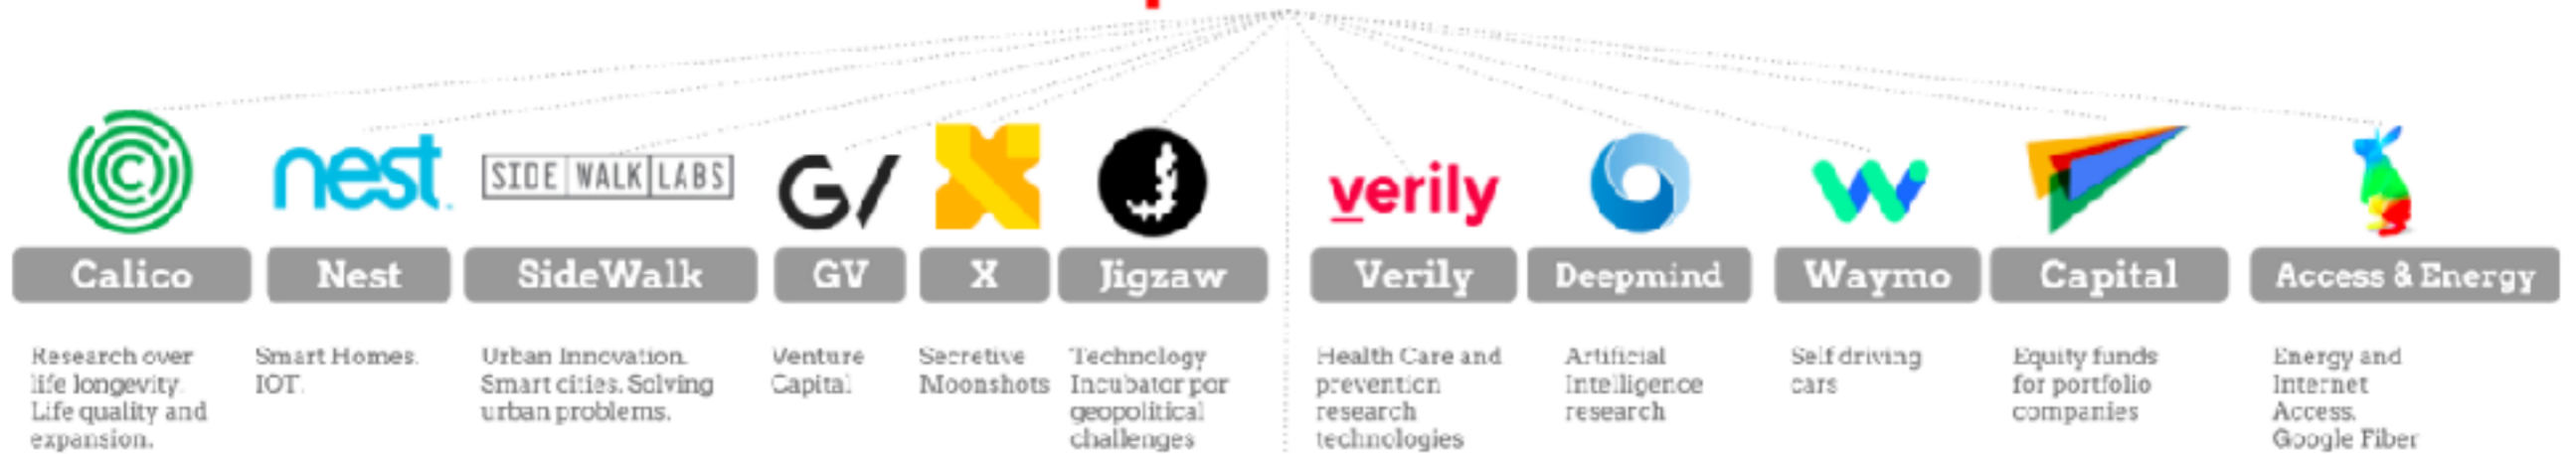 nest.
SIDE WALK LABS
G/
verily
Calico
Nest
SideWalk
GV
X
Jigzaw
Verily
Deepmind
Waymo
Capital
Access & Energy
Research over
life longevity.
Life quality and
expansion.
Smart Homes.
IOT.
Urban Innovation.
Smart cities. Solving
urban problems.
Venture
Capital
Secretive
Moonshots
Technology
Incubator por
geopolitical
challenges
Health Care and
prevention
research
technologies
Artificial
Intelligence
research
Self driving
cars
Equity funds
for portfolio
companies
Energy and
Internet
Access.
Google Fiber